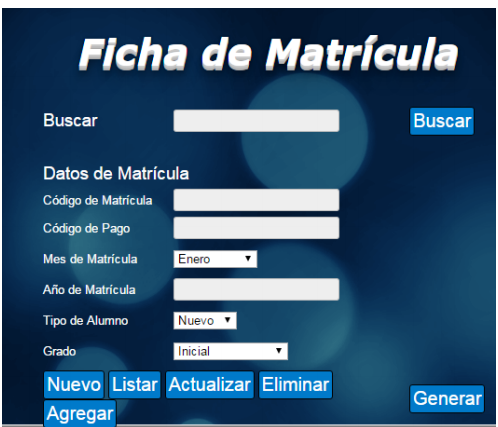 Ficha de Matrícula
Buscar Buscar
Datos de Matrícula
Código de Matrícula
Código de Pago
Mes de Matrícula Enero
Año de Matrícula
Tipo de Alumno Nuevo
Grado Inicial
Nuevo Listar Actualizar Eliminar
Agregar Generar